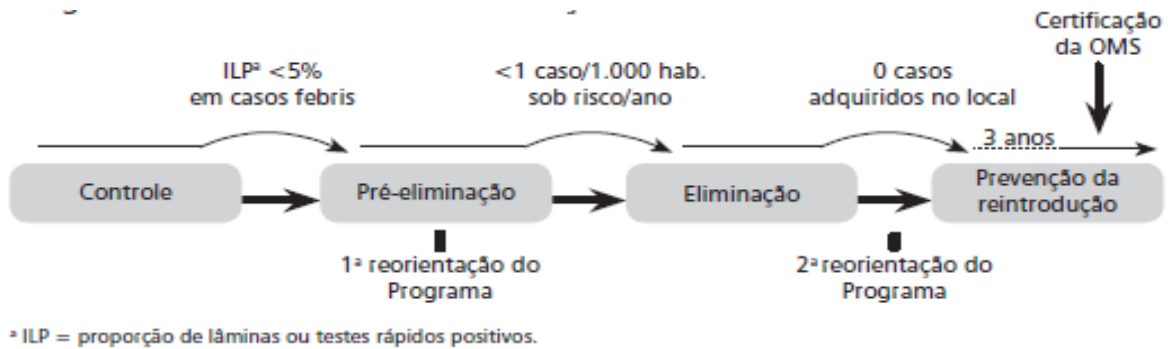 Certificação
da OMS
ILPª <5%
em casos febris
<1 caso/1.000 hab.
sob risco/ano
0 casos
adquiridos no local
3 anos
Controle
Pré-eliminação
Eliminação
Prevenção da
reintrodução
1ª reorientação do
Programa
2ª reorientação do
Programa
ª ILP = proporção de lâminas ou testes rápidos positivos.